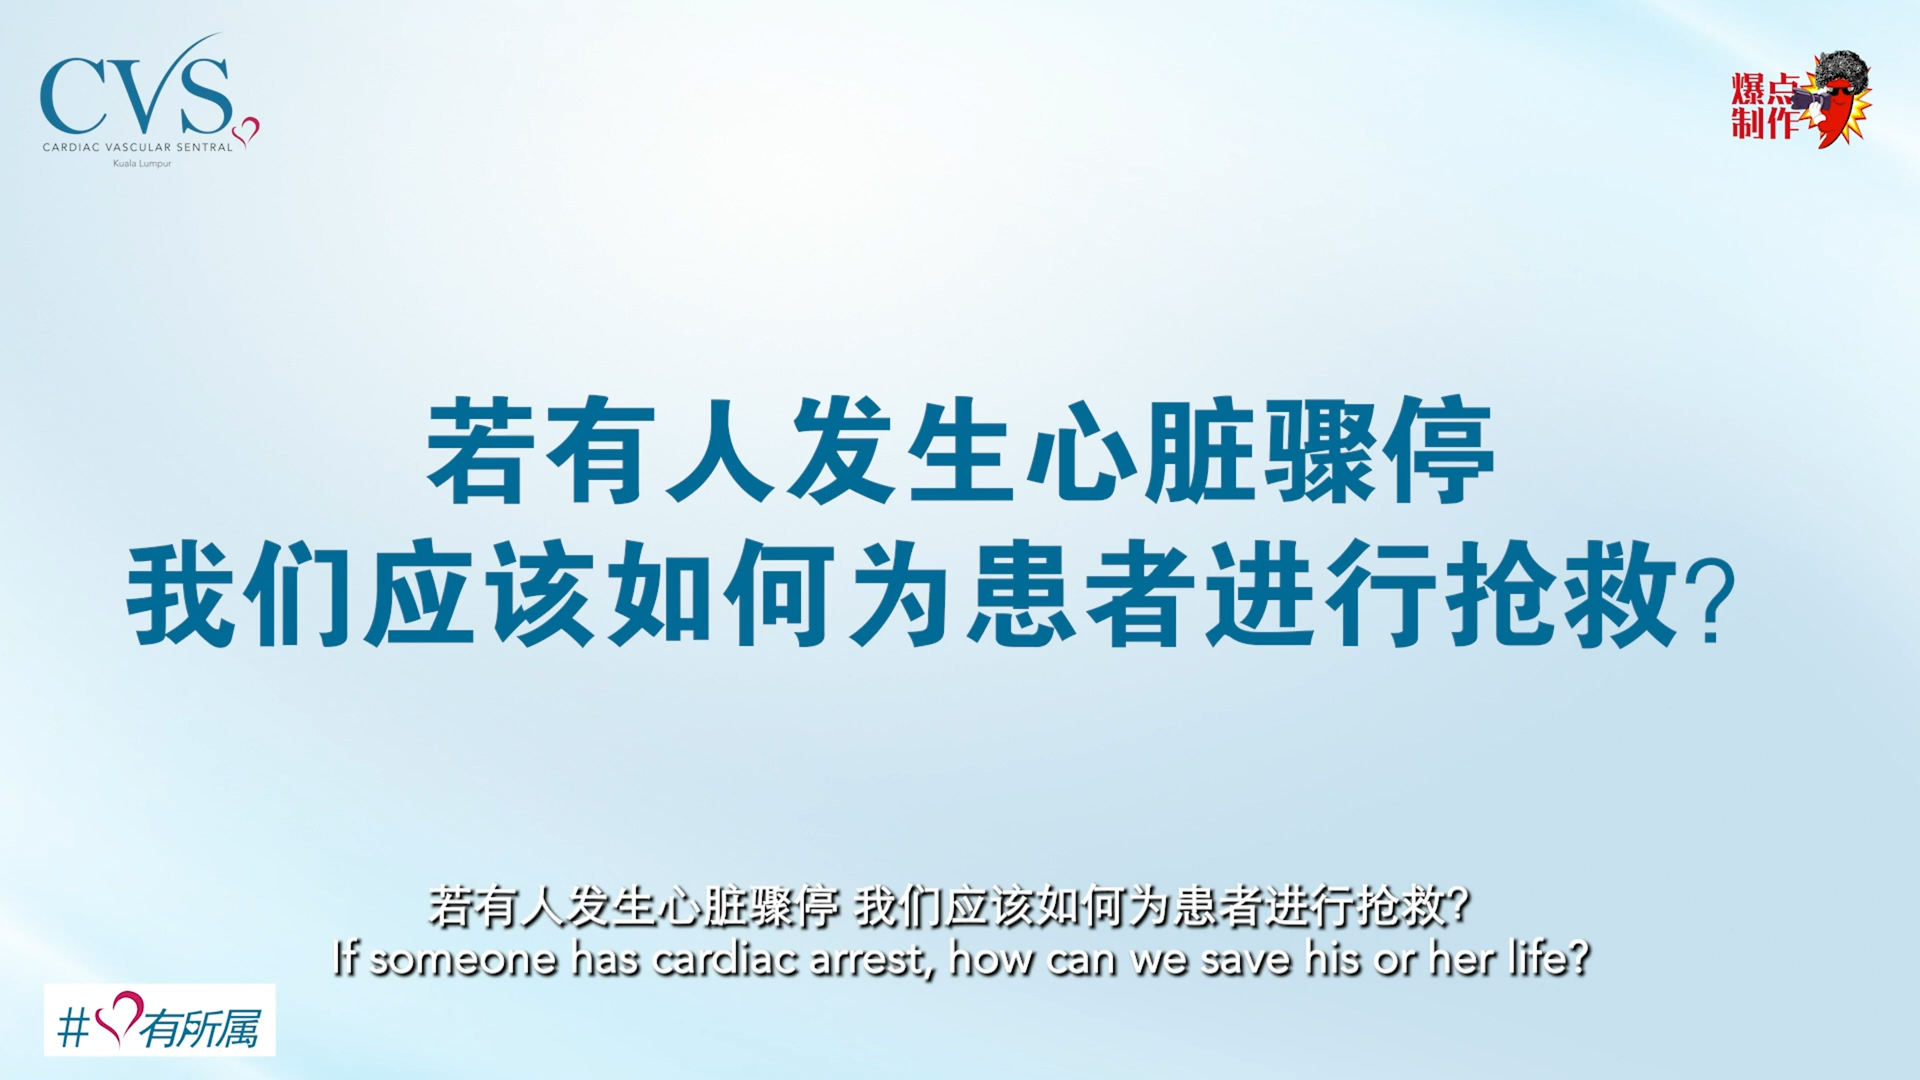 CVS
CARDIAC VASCULAR SENTRAL
Kuala Lumpur
爆点
制作
若有人发生心脏骤停
我们应该如何为患者进行抢救?
若有人发生心脏骤停 我们应该如何为患者进行抢救?
If someone has cardiac arrest, how can we save his or her life?
#有所属